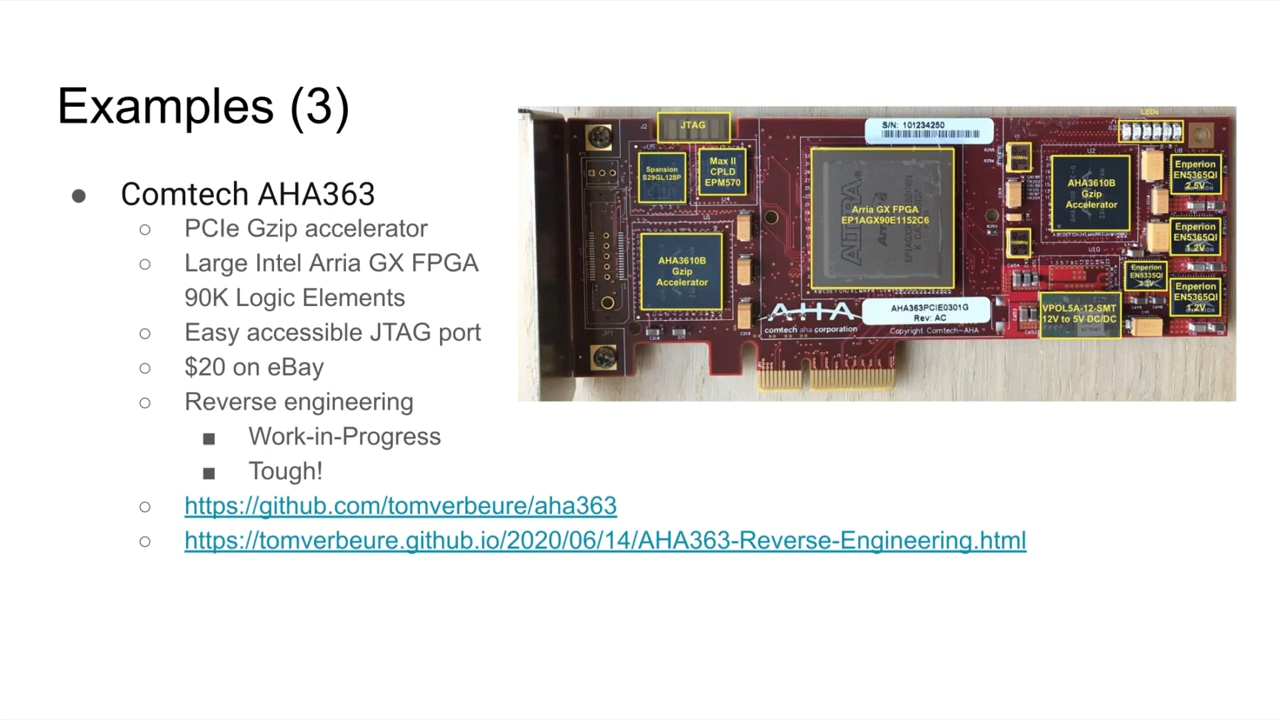 Examples (3)
● Comtech AHA363
○ PCIe Gzip accelerator
○ Large Intel Arria GX FPGA
90K Logic Elements
○ Easy accessible JTAG port
○ $20 on eBay
○ Reverse engineering
■ Work-in-Progress
■ Tough!
○ https://github.com/tomverbeure/aha363
○ https://tomverbeure.github.io/2020/06/14/AHA363-Reverse-Engineering.html
JTAG
S/N: 101234250
LEDs
Spansion
S29GL128P
Max II
CPLD
EPM570
Arria GX FPGA
EP1AGX90E1152C6
U2
AHA3610B
Gzip
Accelerator
Enperion
EN5365QI
2.5V
Enperion
EN5365QI
1.2V
AHA3610B
Gzip
Accelerator
U10
Enperion
EN5335QI
Enperion
EN5365QI
1.2V
AHA
comtech aha corporation
AHA363PCIE0301G
Rev: AC
Copyright Comtech-AHA
VPOL5A-12-SMT
12V to 5V DC/DC